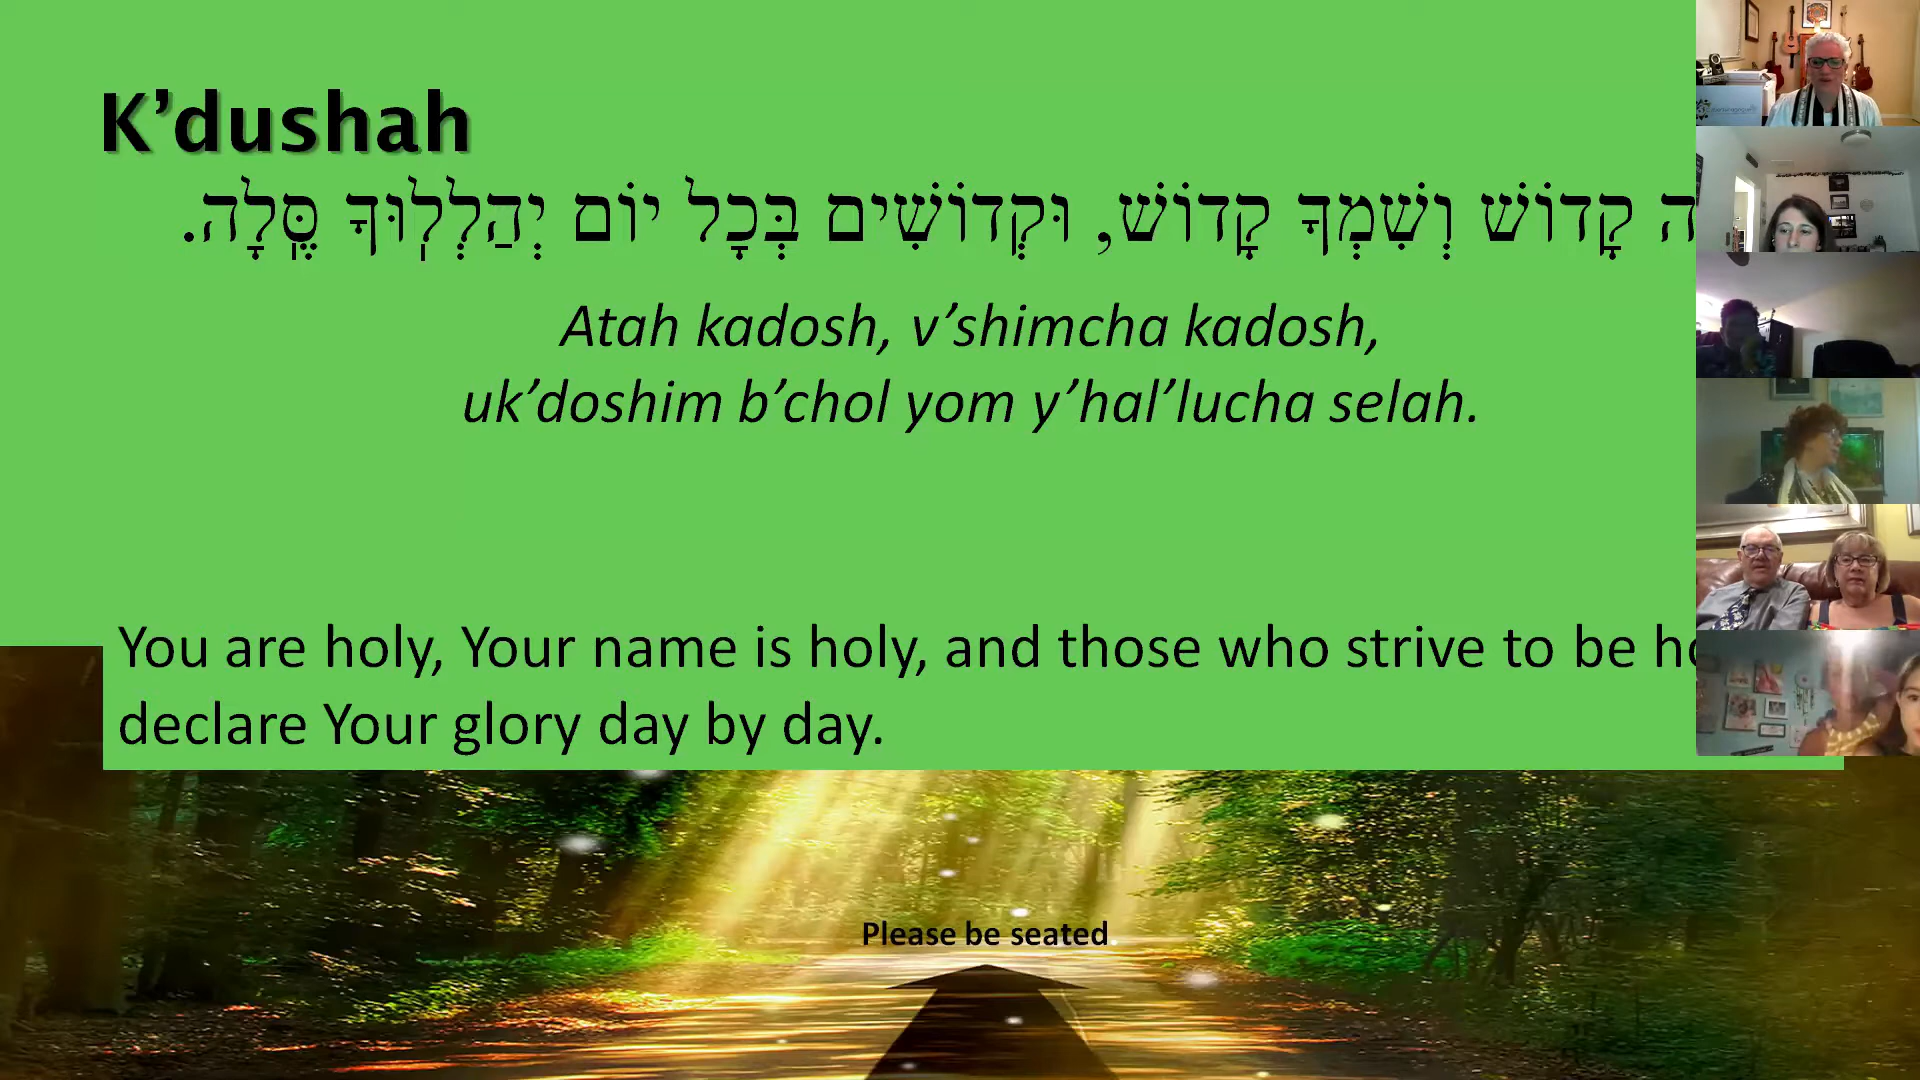 K’dushah
ה קָדוֹשׁ וְשִׁמְךָ קָדוֹשׁ, וּקְדוֹשִׁים בְּכָל יוֹם יְהַלְלֽוּךָ סֶּֽלָה.
Atah kadosh, v’shimcha kadosh,
uk’doshim b’chol yom y’hal’lucha selah.
You are holy, Your name is holy, and those who strive to be ho
declare Your glory day by day.
Please be seated.